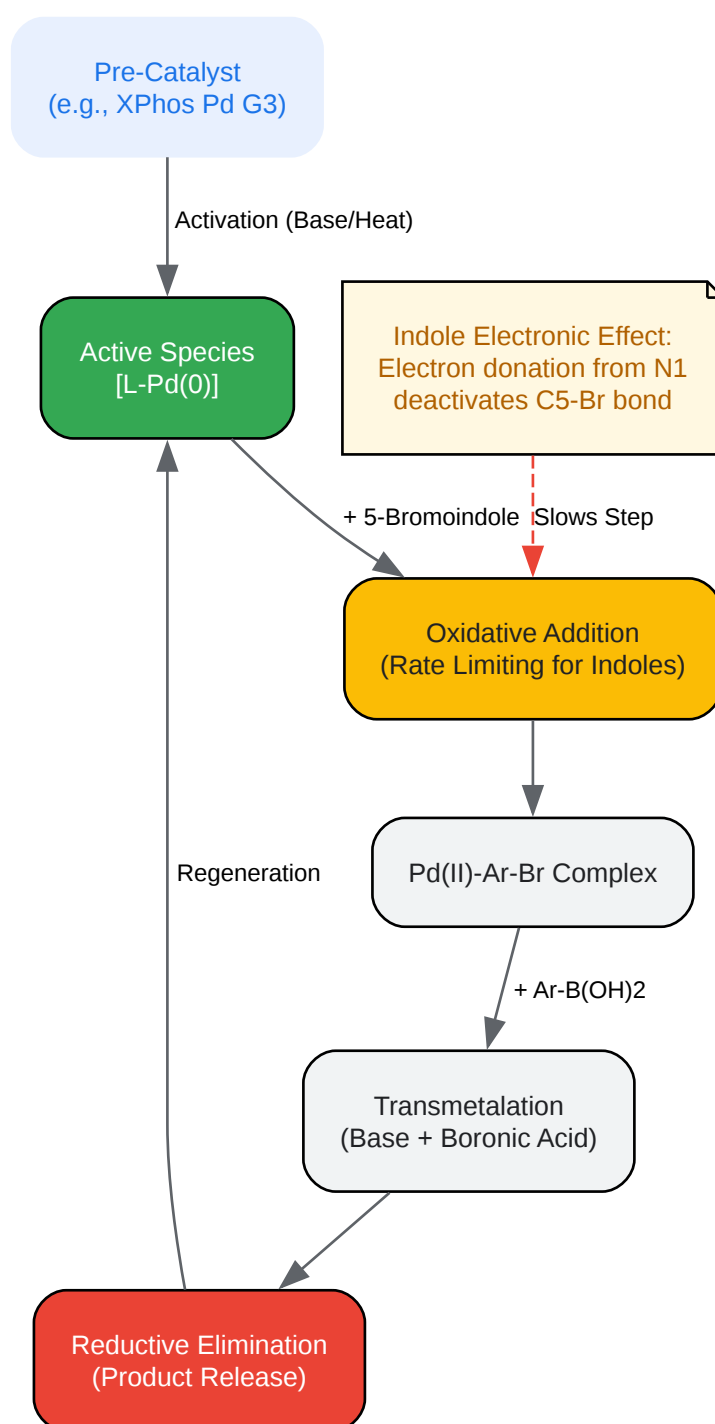 Pre-Catalyst
(e.g., XPhos Pd G3)
Activation (Base/Heat)
Active Species
[L-Pd(0)]
Indole Electronic Effect:
Electron donation from N1
deactivates C5-Br bond
+ 5-Bromoindole
Slows Step
Oxidative Addition
(Rate Limiting for Indoles)
Pd(II)-Ar-Br Complex
Regeneration
+ Ar-B(OH)2
Transmetalation
(Base + Boronic Acid)
Reductive Elimination
(Product Release)